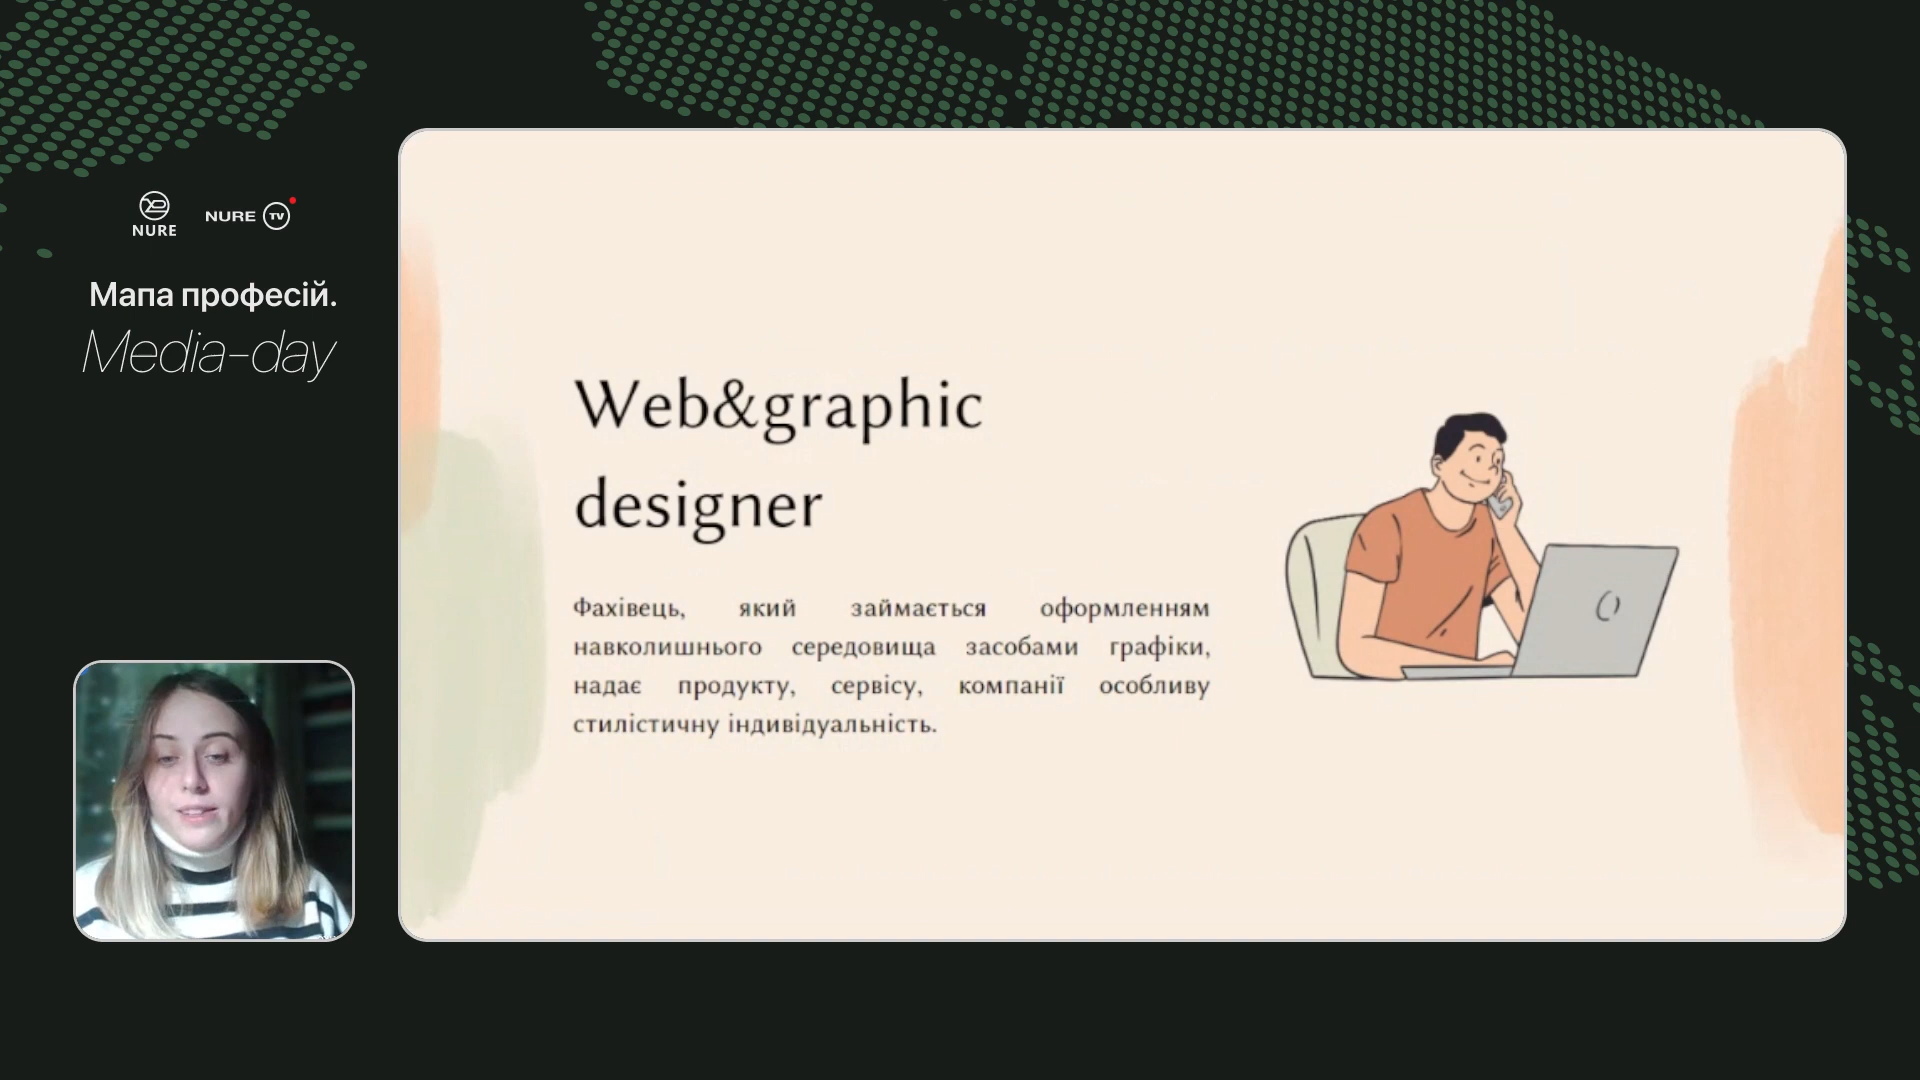 NURE
NURE TV
Мапа професій.
Media-day
Web&graphic
designer
Фахівець, який займається оформленням
навколишнього середовища засобами графіки,
надає продукту, сервісу, компанії особливу
стилістичну індивідуальність.